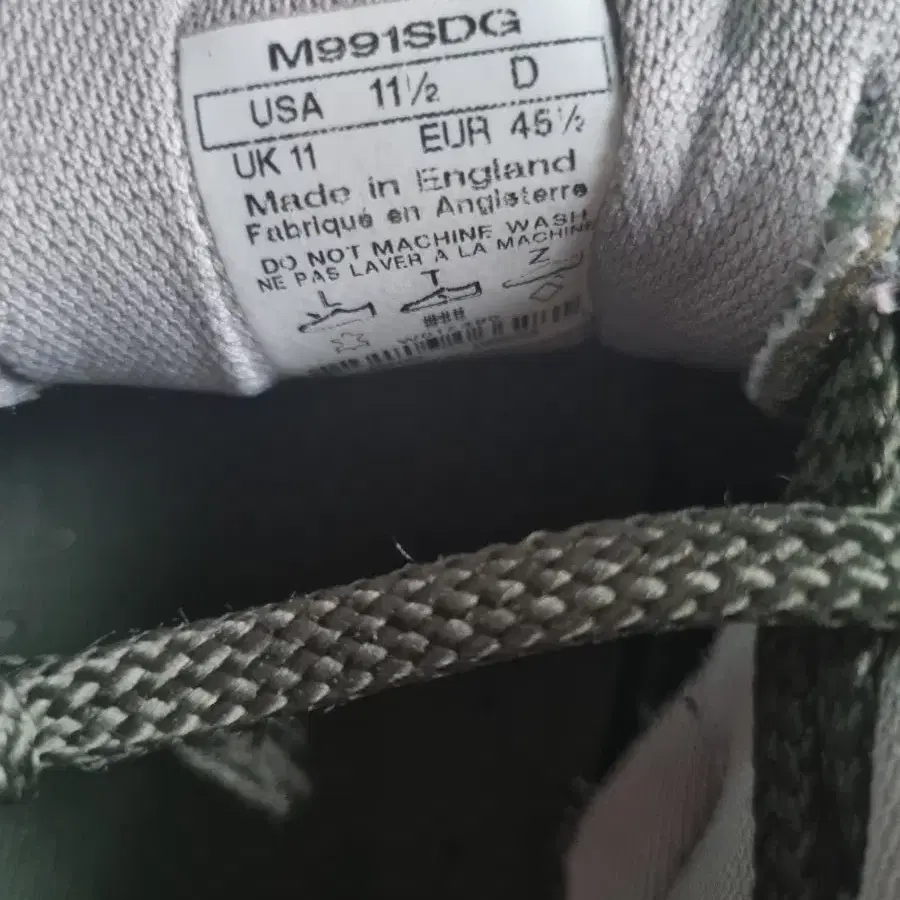 M991SDG
USA 11½ D
UK 11 EUR 45½
Made in England
Fabriqué en Angleterre
DO NOT MACHINE WASH
NE PAS LAVER A LA MACHINE
L T Z